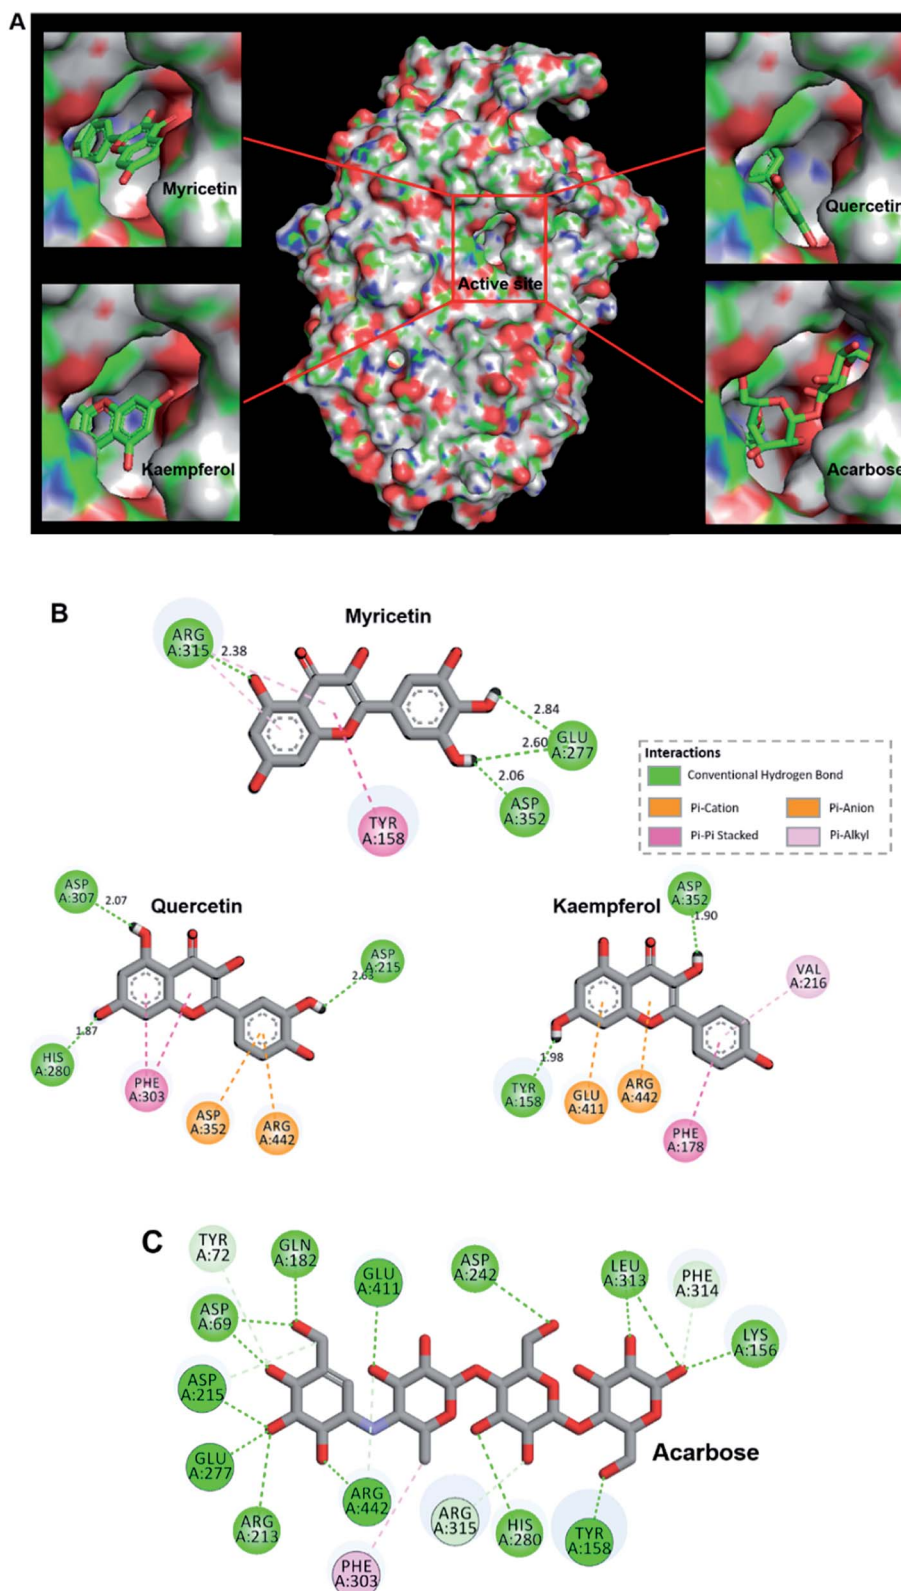 A
Myricetin
Quercetin
Active site
Kaempferol
Acarbose
B
Myricetin
ARG
A:315
2.38
2.84
GLU
A:277
2.60
2.06
ASP
A:352
TYR
A:158
Interactions
Conventional Hydrogen Bond
Pi-Cation
Pi-Anion
Pi-Pi Stacked
Pi-Alkyl
Quercetin
ASP
A:307
2.07
ASP
A:215
2.63
1.87
HIS
A:280
PHE
A:303
ASP
A:352
ARG
A:442
Kaempferol
ASP
A:352
1.90
VAL
A:216
1.98
TYR
A:158
GLU
A:411
ARG
A:442
PHE
A:178
C
TYR
A:72
GLN
A:182
GLU
A:411
ASP
A:242
LEU
A:313
PHE
A:314
ASP
A:69
LYS
A:156
ASP
A:215
Acarbose
GLU
A:277
ARG
A:442
ARG
A:213
ARG
A:315
HIS
A:280
TYR
A:158
PHE
A:303